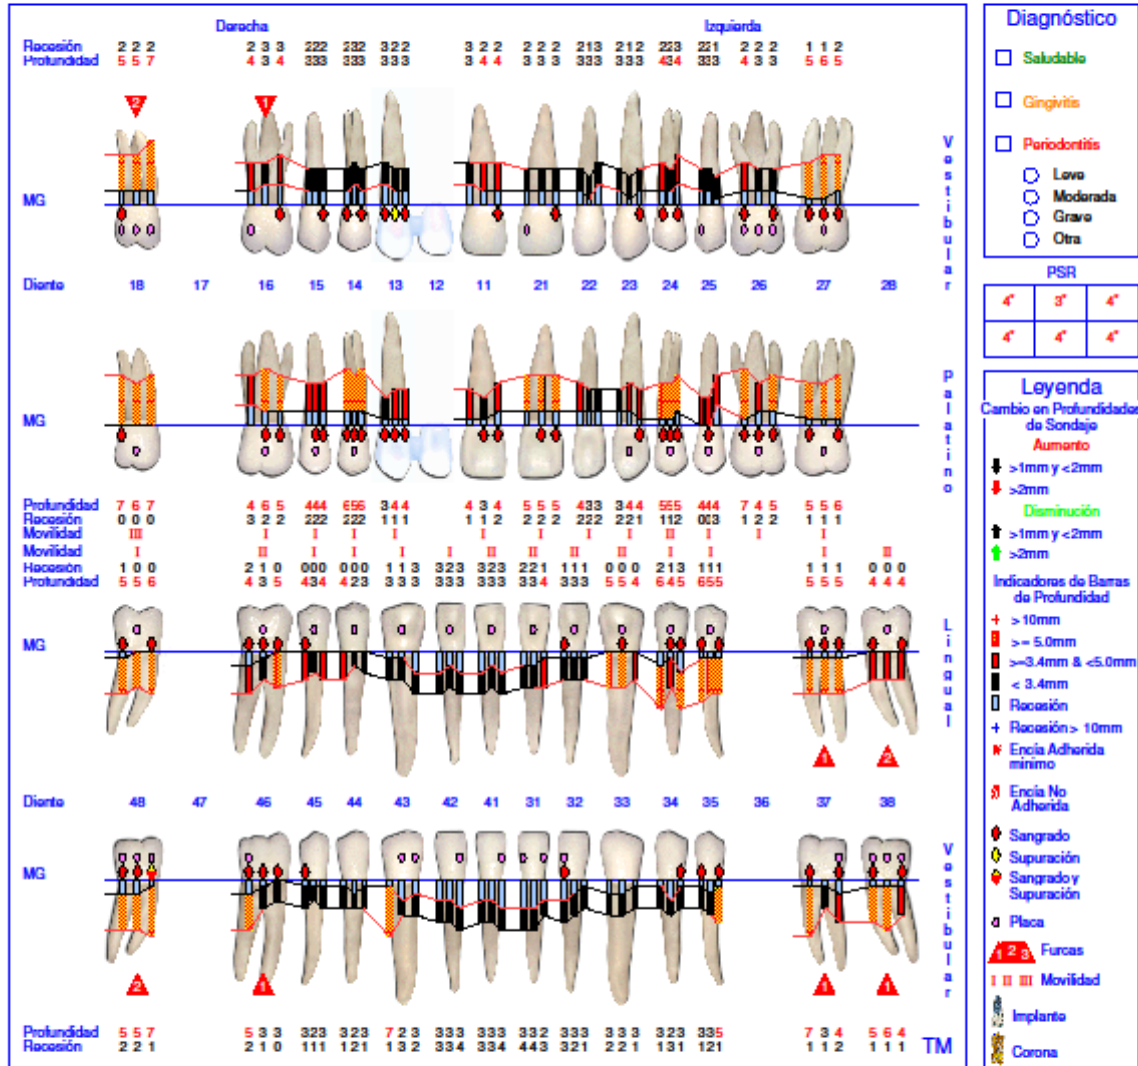 Derecha Izquierda
Recesión 2 2 2 2 3 3 222 232 322 3 2 2 2 2 2 213 212 223 221 2 2 2 1 1 2
Profundidad 5 5 7 4 3 4 333 333 333 3 4 4 3 3 3 333 333 434 333 4 3 3 5 6 5
2 1
MG
Vestibular
Diente 18 17 16 15 14 13 12 11 21 22 23 24 25 26 27 28
MG
Palatino
Profundidad 7 6 7 4 6 5 444 656 344 4 3 4 5 5 5 433 344 555 444 7 4 5 5 5 6
Recesión 0 0 0 3 2 2 222 222 111 1 1 2 2 2 2 222 221 112 003 1 2 2 1 1 1
Movilidad III I I I I I I I I II I I I
Movilidad I II I I I I II II I II II I I II
Recesión 1 0 0 2 1 0 000 000 1 1 3 323 323 221 111 0 0 0 213 111 1 1 1 0 0 0
Profundidad 5 5 6 4 3 5 434 423 3 3 3 333 333 334 333 5 5 4 645 655 5 5 5 4 4 4
MG
Lingual
1 2
Diente 48 47 46 45 44 43 42 41 31 32 33 34 35 36 37 38
MG
Vestibular
2 1 1 1
Profundidad 5 5 7 5 3 3 323 323 7 2 3 333 333 332 333 3 3 3 323 335 7 3 4 5 6 4
Recesión 2 2 1 2 1 0 111 121 1 3 2 334 334 443 321 2 2 1 131 121 1 1 2 1 1 1
TM
Diagnóstico
Saludable
Gingivitis
Periodontitis
Leve
Moderada
Grave
Otra
PSR
4* 3* 4*
4* 4* 4*
Leyenda
Cambio en Profundidades
de Sondaje
Aumento
>1mm y <2mm
>2mm
Disminución
>1mm y <2mm
>2mm
Indicadores de Barras
de Profundidad
> 10mm
>= 5.0mm
>=3.4mm & <5.0mm
< 3.4mm
Recesión
Recesión > 10mm
Encía Adherida
mínimo
Encía No
Adherida
Sangrado
Supuración
Sangrado y
Supuración
Placa
1 2 3 Furcas
I II III Movilidad
Implante
Corona